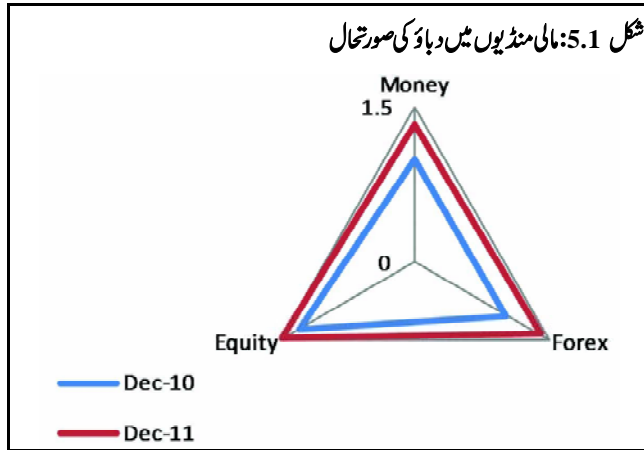 شکل 5.1: مالی منڈیوں میں دباؤ کی صورتحال
Money
1.5
0
Equity
Forex
Dec-10
Dec-11